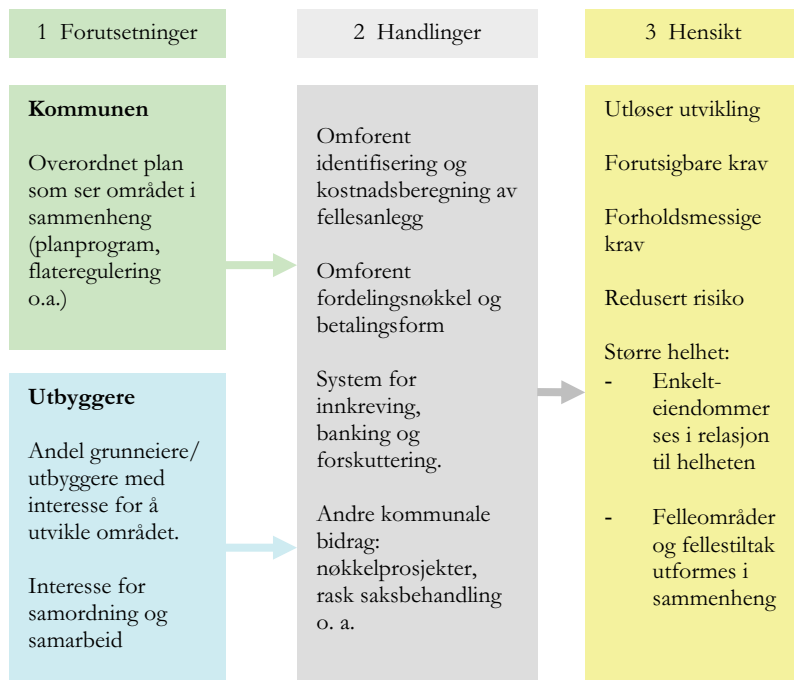 1 Forutsetninger
2 Handlinger
3 Hensikt
Kommunen
Overordnet plan
som ser området i
sammenheng
(planprogram,
flateregulering
o.a.)
Utbyggere
Andel grunneiere/
utbyggere med
interesse for å
utvikle området.
Interesse for
samordning og
samarbeid
Omforent
identifisering og
kostnadsberegning av
fellesanlegg
Omforent
fordelingsnøkkel og
betalingsform
System for
innkreving,
banking og
forskuttering.
Andre kommunale
bidrag:
nøkkelprosjekter,
rask saksbehandling
o. a.
Utløser utvikling
Forutsigbare krav
Forholdsmessige
krav
Redusert risiko
Større helhet:
- Enkelt-
eiendommer
ses i relasjon
til helheten
- Felleområder
og fellestiltak
utformes i
sammenheng